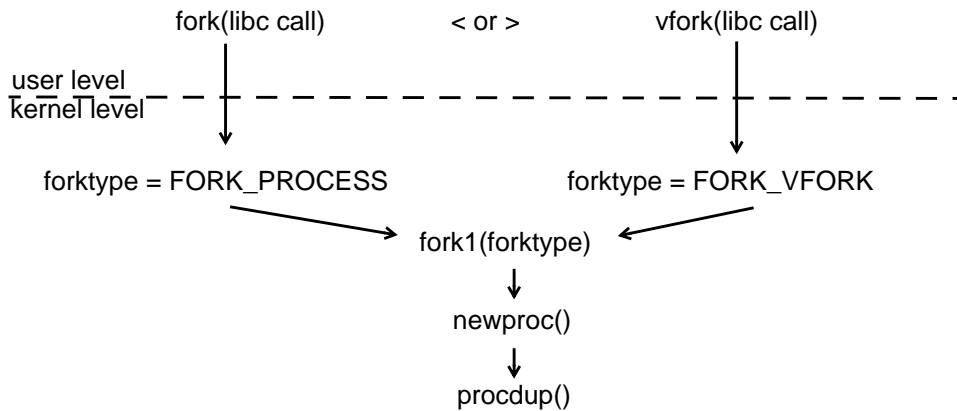 fork(libc call) < or > vfork(libc call)
user level
kernel level
forktype = FORK_PROCESS forktype = FORK_VFORK
fork1(forktype)
newproc()
procdup()